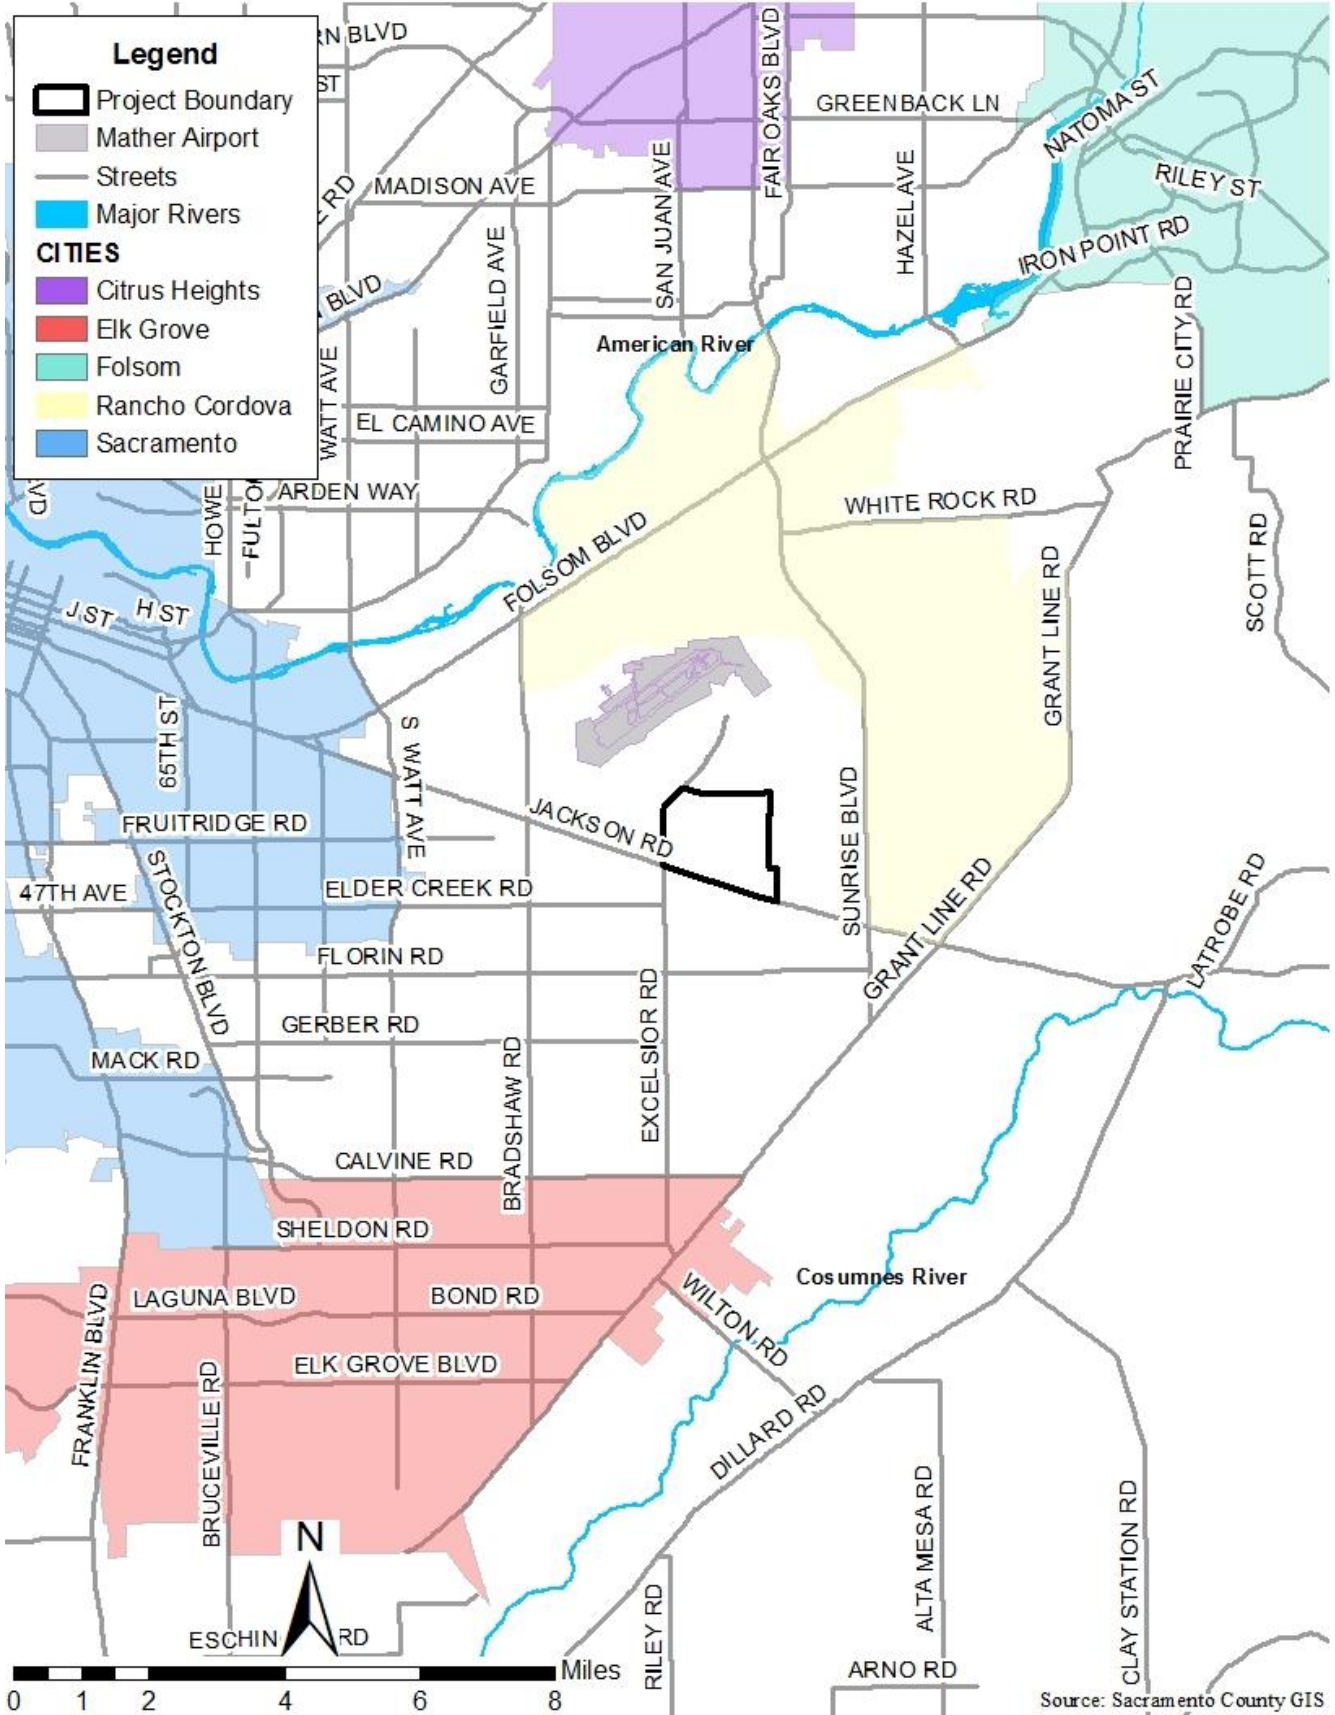 Legend
Project Boundary
Mather Airport
Streets
Major Rivers
CITIES
Citrus Heights
Elk Grove
Folsom
Rancho Cordova
Sacramento
RN BLVD
ST
E RD
BLVD
MADISON AVE
GREENBACK LN
FAIR OAKS BLVD
SAN JUAN AVE
HAZEL AVE
GARFIELD AVE
NATOMA ST
RILEY ST
IRON POINT RD
PRAIRIE CITY RD
American River
WATT AVE
EL CAMINO AVE
ARDEN WAY
VD
HOWE
FULTO
WHITE ROCK RD
FOLSOM BLVD
GRANT LINE RD
SCOTT RD
J ST
H ST
65TH ST
S WATT AVE
JACKSON RD
SUNRISE BLVD
FRUITRIDGE RD
STOCKTON BLVD
47TH AVE
ELDER CREEK RD
GRANT LINE RD
LATROBE RD
FLORIN RD
EXCELSIOR RD
GERBER RD
MACK RD
BRADSHAW RD
CALVINE RD
SHELDON RD
Cosumnes River
LAGUNA BLVD
BOND RD
WILTON RD
FRANKLIN BLVD
ELK GROVE BLVD
BRUCEVILLE RD
DILLARD RD
ALTA MESA RD
CLAY STATION RD
N
ESCHIN RD
RILEY RD
ARNO RD
Miles
0 1 2 4 6 8
Source: Sacramento County GIS